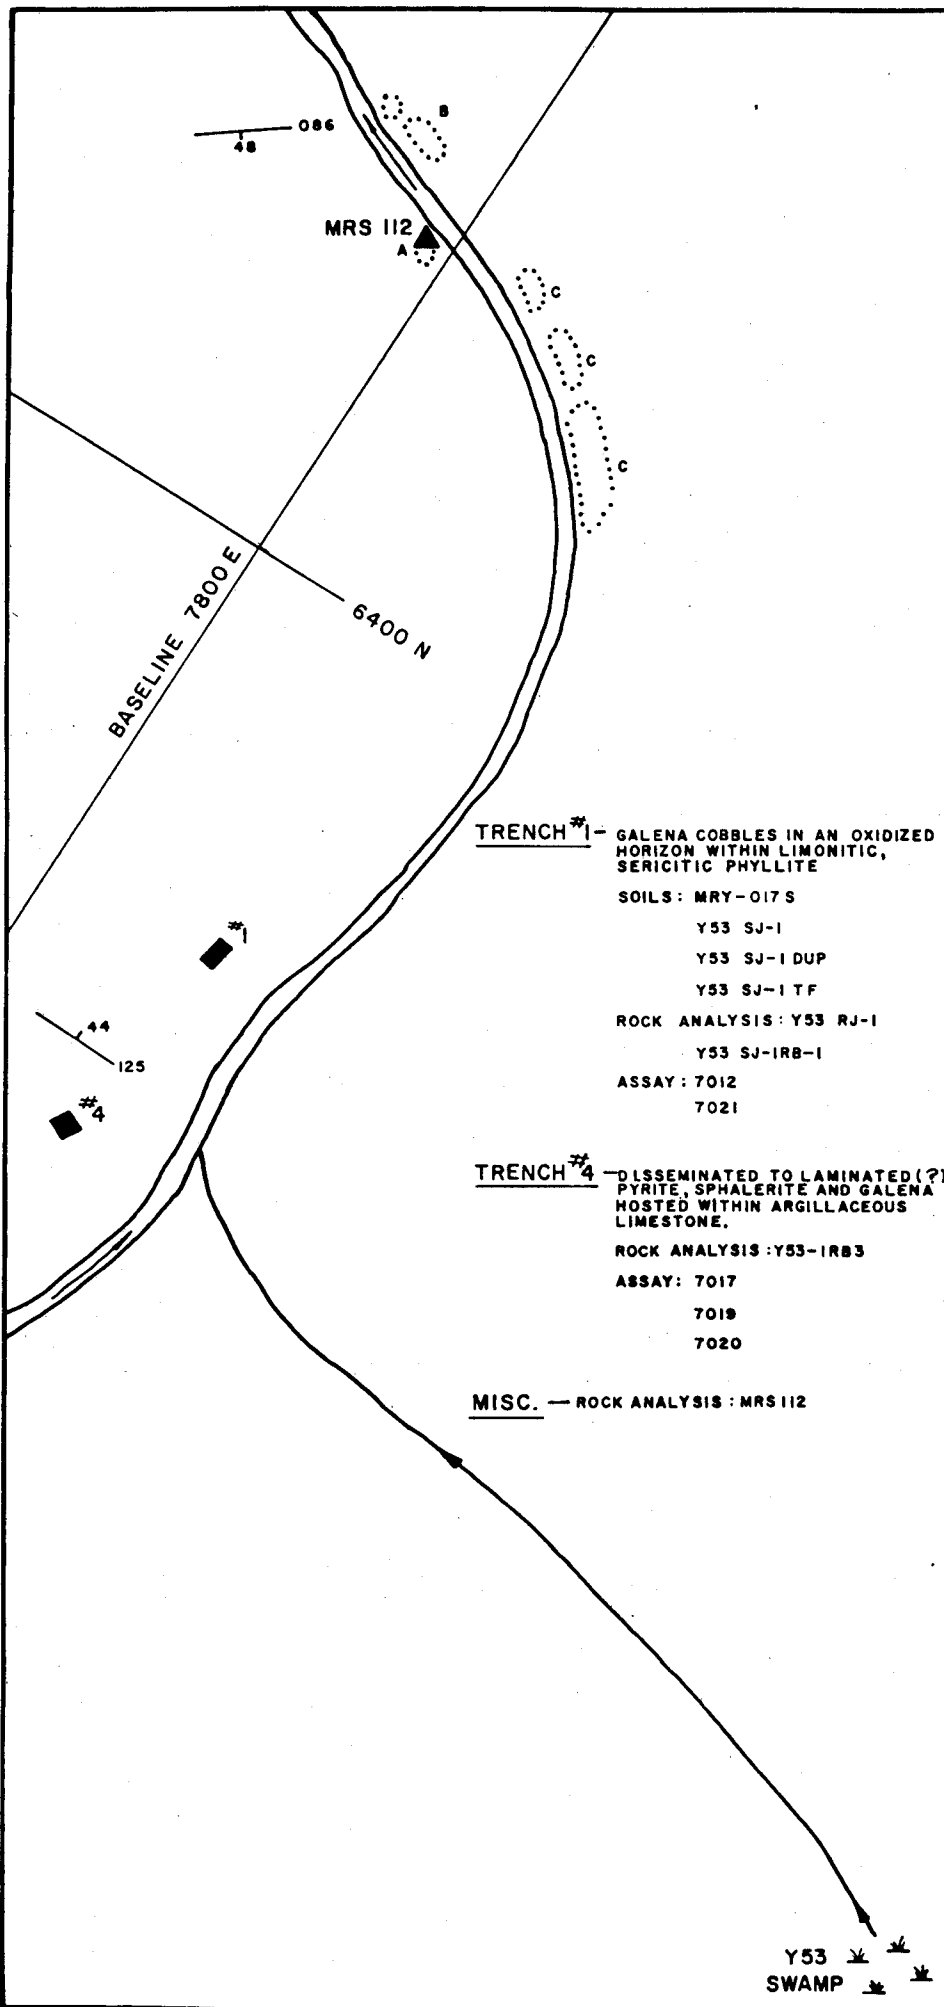 B
086
48
MRS 112
A
C
C
C
BASELINE 7800 E
6400 N
TRENCH #1 - GALENA COBBLES IN AN OXIDIZED
HORIZON WITHIN LIMONITIC,
SERICITIC PHYLLITE
SOILS: MRY-017 S
Y53 SJ-1
Y53 SJ-1 DUP
Y53 SJ-1 TF
ROCK ANALYSIS: Y53 RJ-1
Y53 SJ-1RB-1
ASSAY: 7012
7021
#1
44
125
#4
TRENCH #4 - DISSEMINATED TO LAMINATED (?)
PYRITE, SPHALERITE AND GALENA
HOSTED WITHIN ARGILLACEOUS
LIMESTONE.
ROCK ANALYSIS: Y53-1RB3
ASSAY: 7017
7019
7020
MISC. - ROCK ANALYSIS: MRS 112
Y53
SWAMP